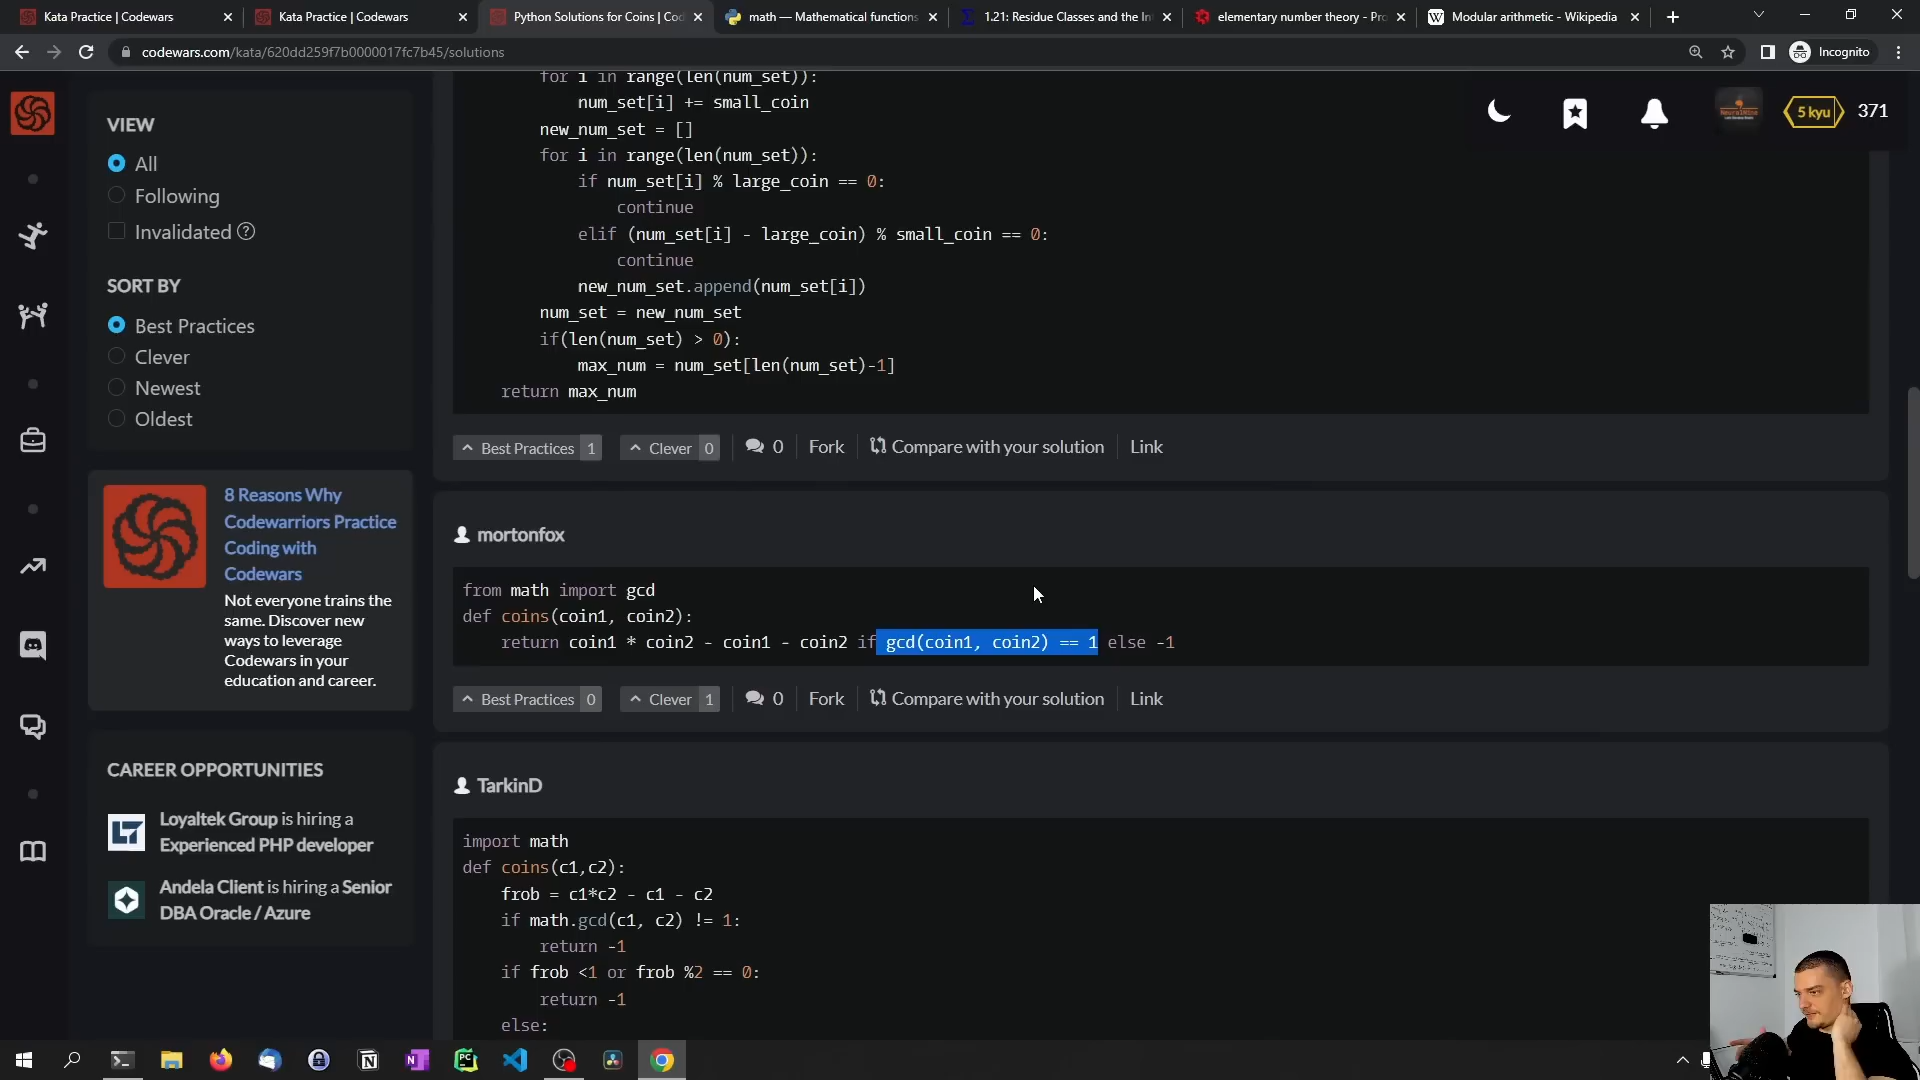 Kata Practice | Codewars
Kata Practice | Codewars
Python Solutions for Coins | Cod
math — Mathematical functions
1.21: Residue Classes and the In
elementary number theory - Pro
Modular arithmetic - Wikipedia
codewars.com/kata/620dd259f7b0000017fc7b45/solutions
Incognito
5 kyu
371
VIEW
All
Following
Invalidated
SORT BY
Best Practices
Clever
Newest
Oldest
8 Reasons Why
Codewarriors Practice
Coding with
Codewars
Not everyone trains the
same. Discover new
ways to leverage
Codewars in your
education and career.
CAREER OPPORTUNITIES
Loyaltek Group is hiring a
Experienced PHP developer
Andela Client is hiring a Senior
DBA Oracle / Azure
for i in range(len(num_set)):
num_set[i] += small_coin
new_num_set = []
for i in range(len(num_set)):
if num_set[i] % large_coin == 0:
continue
elif (num_set[i] - large_coin) % small_coin == 0:
continue
new_num_set.append(num_set[i])
num_set = new_num_set
if(len(num_set) > 0):
max_num = num_set[len(num_set)-1]
return max_num
Best Practices 1 Clever 0 0 Fork Compare with your solution Link
mortonfox
from math import gcd
def coins(coin1, coin2):
return coin1 * coin2 - coin1 - coin2 if gcd(coin1, coin2) == 1 else -1
Best Practices 0 Clever 1 0 Fork Compare with your solution Link
TarkinD
import math
def coins(c1,c2):
frob = c1*c2 - c1 - c2
if math.gcd(c1, c2) != 1:
return -1
if frob <1 or frob %2 == 0:
return -1
else: